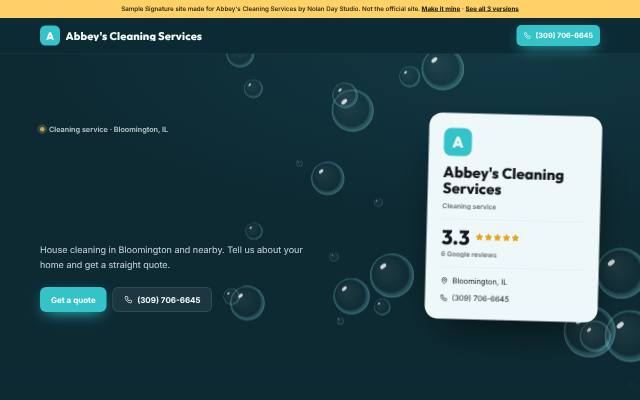 Sample Signature site made for Abbey's Cleaning Services by Nolan Day Studio. Not the official site. Make it mine · See all 3 versions
A Abbey's Cleaning Services
(309) 706-6645
Cleaning service · Bloomington, IL
House cleaning in Bloomington and nearby. Tell us about your
home and get a straight quote.
Get a quote
(309) 706-6645
A
Abbey's Cleaning
Services
Cleaning service
3.3 ★★★★★
6 Google reviews
Bloomington, IL
(309) 706-6645